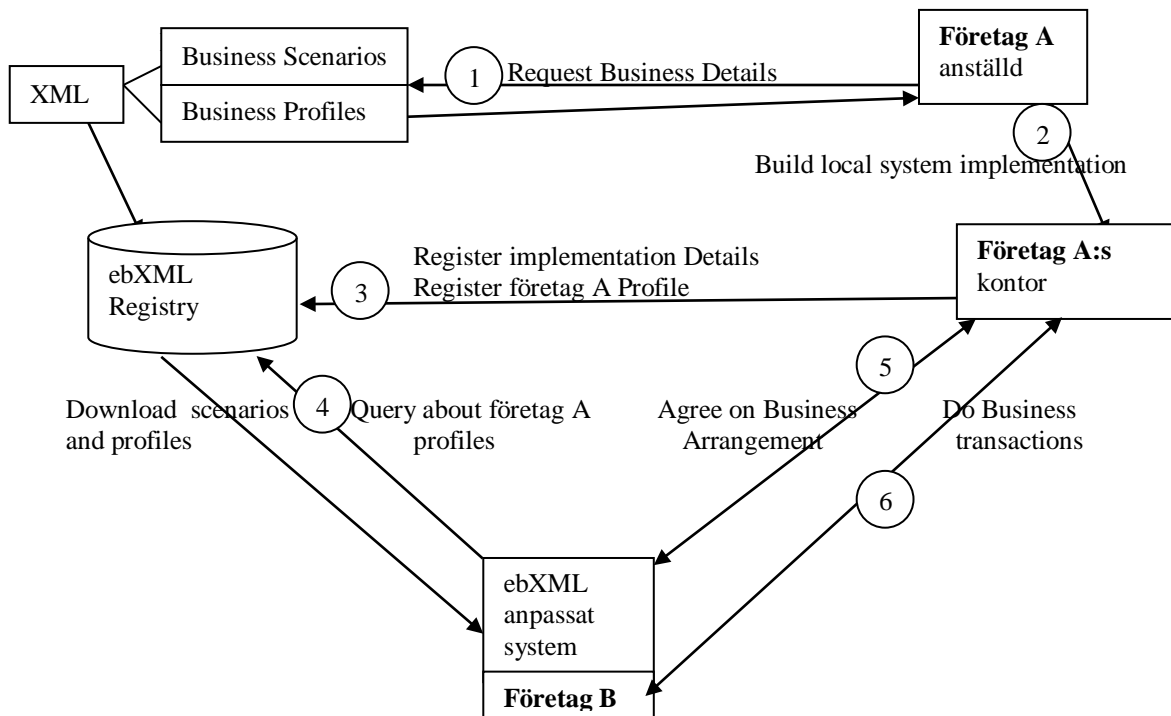 Företag A
anställd
Business Scenarios
1
Request Business Details
XML
Business Profiles
2
Build local system implementation
Register implementation Details
Register företag A Profile
3
Företag A:s
kontor
ebXML
Registry
5
4
Download scenarios
and profiles
Query about företag A
profiles
Agree on Business
Arrangement
Do Business
transactions
6
ebXML
anpassat
system
Företag B